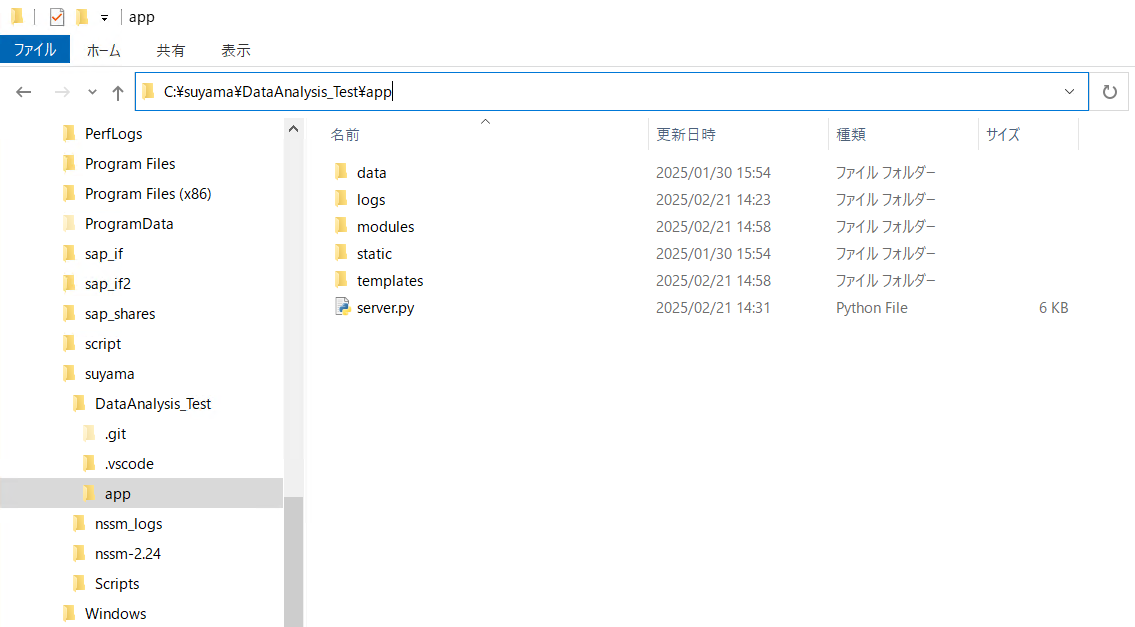 app
ファイル ホーム 共有 表示
C:¥suyama¥DataAnalysis_Test¥app
PerfLogs
Program Files
Program Files (x86)
ProgramData
sap_if
sap_if2
sap_shares
script
suyama
DataAnalysis_Test
.git
.vscode
app
nssm_logs
nssm-2.24
Scripts
Windows
名前 更新日時 種類 サイズ
data 2025/01/30 15:54 ファイル フォルダー
logs 2025/02/21 14:23 ファイル フォルダー
modules 2025/02/21 14:58 ファイル フォルダー
static 2025/01/30 15:54 ファイル フォルダー
templates 2025/02/21 14:58 ファイル フォルダー
server.py 2025/02/21 14:31 Python File 6 KB